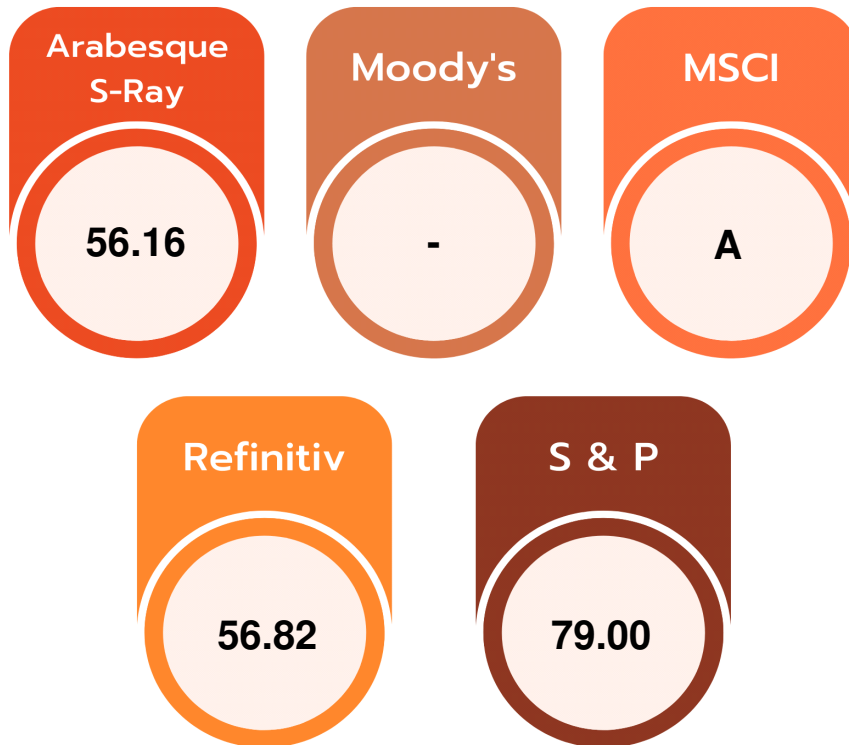 Arabesque
S-Ray
56.16
Moody's
-
MSCI
A
Refinitiv
56.82
S & P
79.00